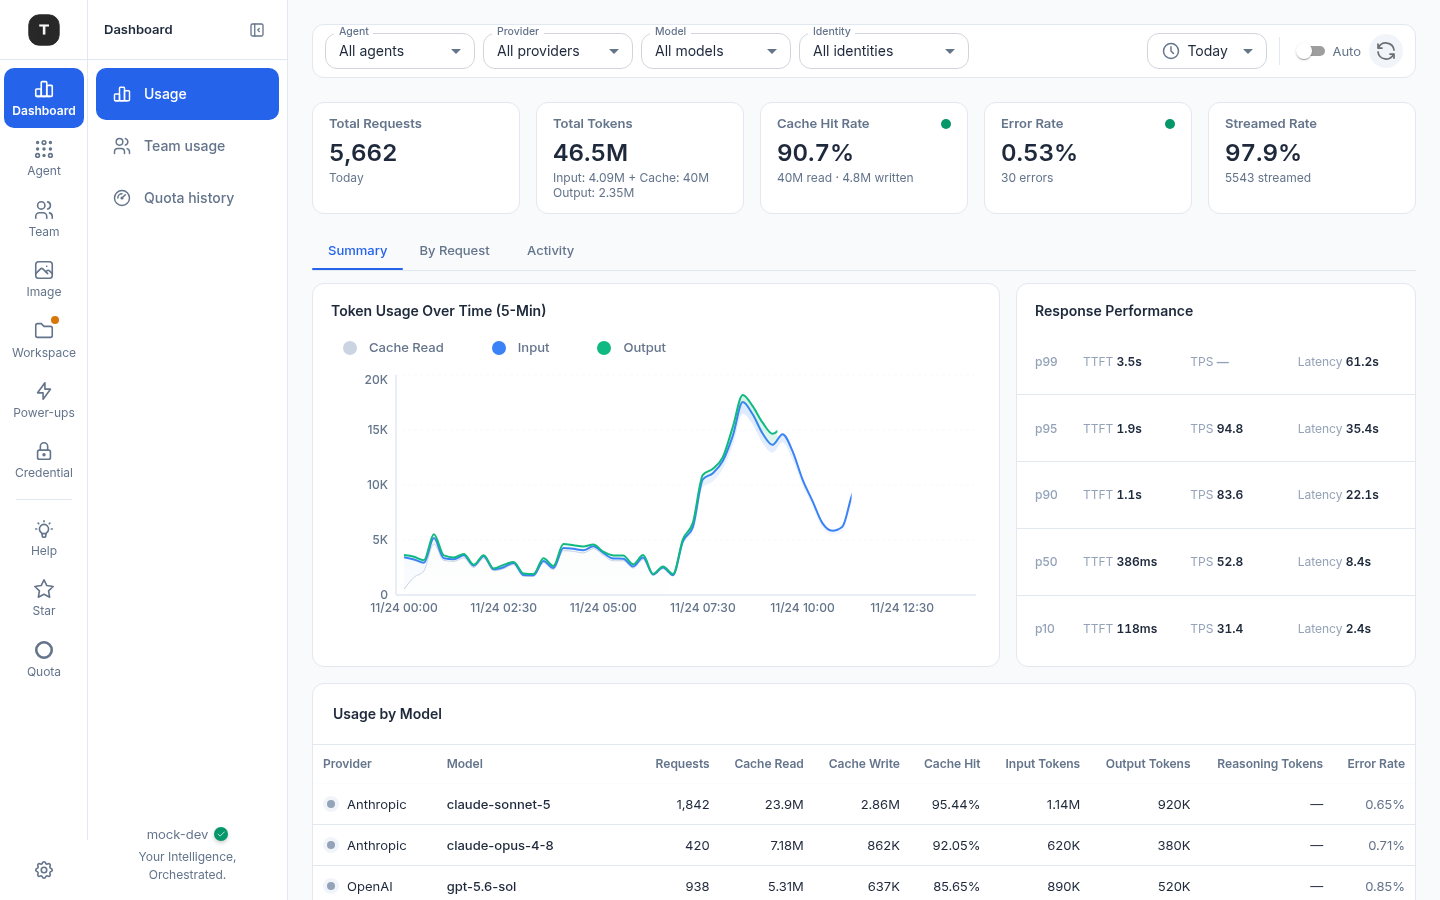 T
Dashboard
Dashboard
Agent
Team
Image
Workspace
Power-ups
Credential
Help
Star
Quota
Usage
Team usage
Quota history
mock-dev
Your Intelligence,
Orchestrated.
Agent
All agents
Provider
All providers
Model
All models
Identity
All identities
Today
Auto
Total Requests
5,662
Today
Total Tokens
46.5M
Input: 4.09M + Cache: 40M
Output: 2.35M
Cache Hit Rate
90.7%
40M read · 4.8M written
Error Rate
0.53%
30 errors
Streamed Rate
97.9%
5543 streamed
Summary By Request Activity
Token Usage Over Time (5-Min)
Cache Read Input Output
20K
15K
10K
5K
0
11/24 00:00 11/24 02:30 11/24 05:00 11/24 07:30 11/24 10:00 11/24 12:30
Response Performance
p99 TTFT 3.5s TPS — Latency 61.2s
p95 TTFT 1.9s TPS 94.8 Latency 35.4s
p90 TTFT 1.1s TPS 83.6 Latency 22.1s
p50 TTFT 386ms TPS 52.8 Latency 8.4s
p10 TTFT 118ms TPS 31.4 Latency 2.4s
Usage by Model
Provider Model Requests Cache Read Cache Write Cache Hit Input Tokens Output Tokens Reasoning Tokens Error Rate
Anthropic claude-sonnet-5 1,842 23.9M 2.86M 95.44% 1.14M 920K — 0.65%
Anthropic claude-opus-4-8 420 7.18M 862K 92.05% 620K 380K — 0.71%
OpenAI gpt-5.6-sol 938 5.31M 637K 85.65% 890K 520K — 0.85%